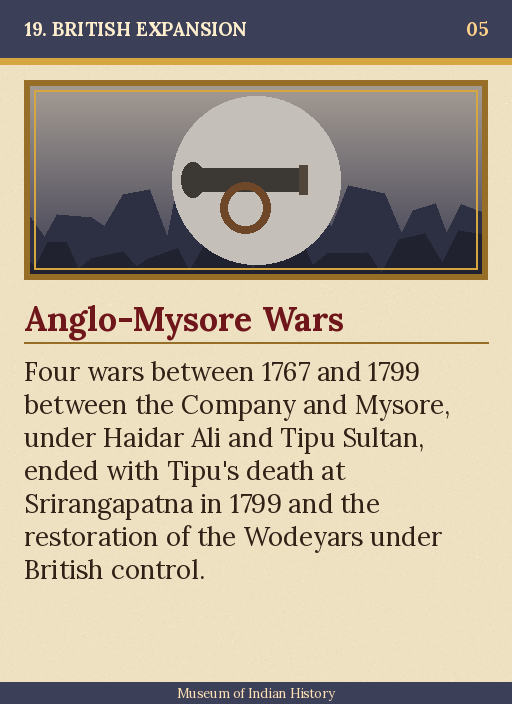 19. BRITISH EXPANSION
05
Anglo-Mysore Wars
Four wars between 1767 and 1799
between the Company and Mysore,
under Haidar Ali and Tipu Sultan,
ended with Tipu's death at
Srirangapatna in 1799 and the
restoration of the Wodeyars under
British control.
Museum of Indian History